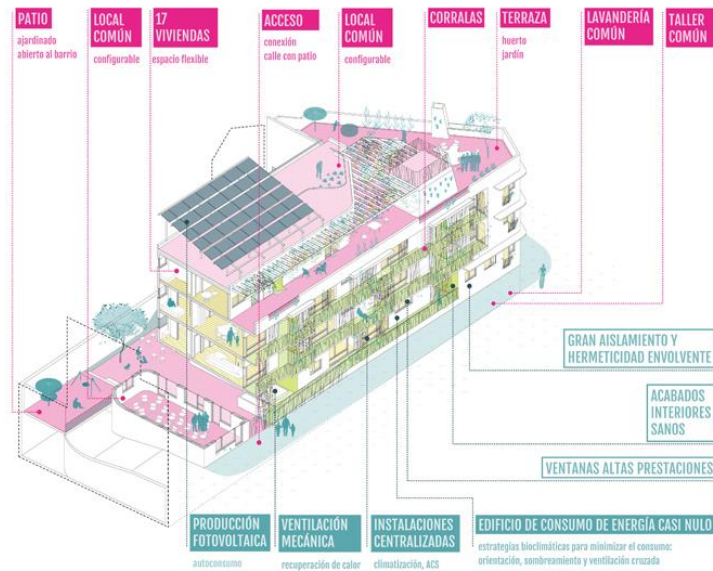 PATIO
ajardinado
abierto al barrio
LOCAL
COMÚN
configurable
17
VIVIENDAS
espacio flexible
ACCESO
conexión
calle con patio
LOCAL
COMÚN
configurable
CORRALAS
TERRAZA
huerto
jardín
LAVANDERÍA
COMÚN
TALLER
COMÚN
GRAN AISLAMIENTO Y
HERMETICIDAD ENVOLVENTE
ACABADOS
INTERIORES
SANOS
VENTANAS ALTAS PRESTACIONES
PRODUCCIÓN
FOTOVOLTAICA
autoconsumo
VENTILACIÓN
MECÁNICA
recuperación de calor
INSTALACIONES
CENTRALIZADAS
climatización, ACS
EDIFICIO DE CONSUMO DE ENERGÍA CASI NULO
estrategias bioclimáticas para minimizar el consumo:
orientación, sombreamiento y ventilación cruzada